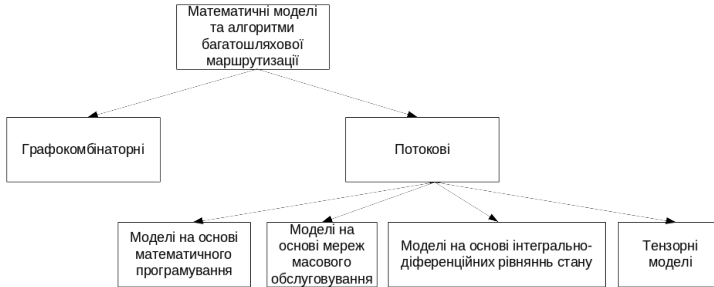 Математичні моделі
та алгоритми
багатошляхової
маршрутизації
Графокомбінаторні
Потокові
Моделі на основі
математичного
програмування
Моделі на
основі мереж
масового
обслуговування
Моделі на основі інтегрально-
діференційних рівняннь стану
Тензорні
моделі